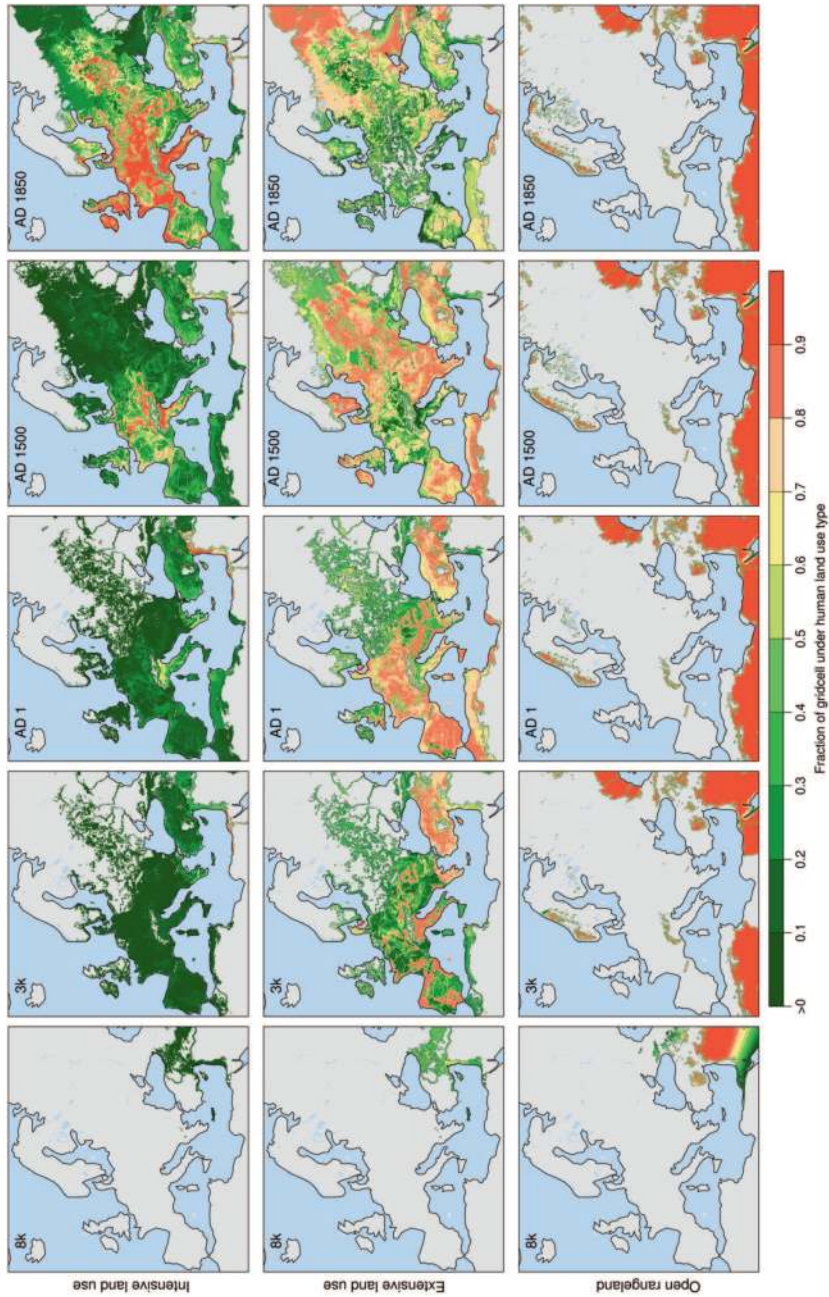 Intensive land use
8k
3k
AD 1
AD 1500
AD 1850
Extensive land use
8k
3k
AD 1
AD 1500
AD 1850
Open rangeland
8k
3k
AD 1
AD 1500
AD 1850
>0 0.1 0.2 0.3 0.4 0.5 0.6 0.7 0.8 0.9
Fraction of gridcell under human land use type